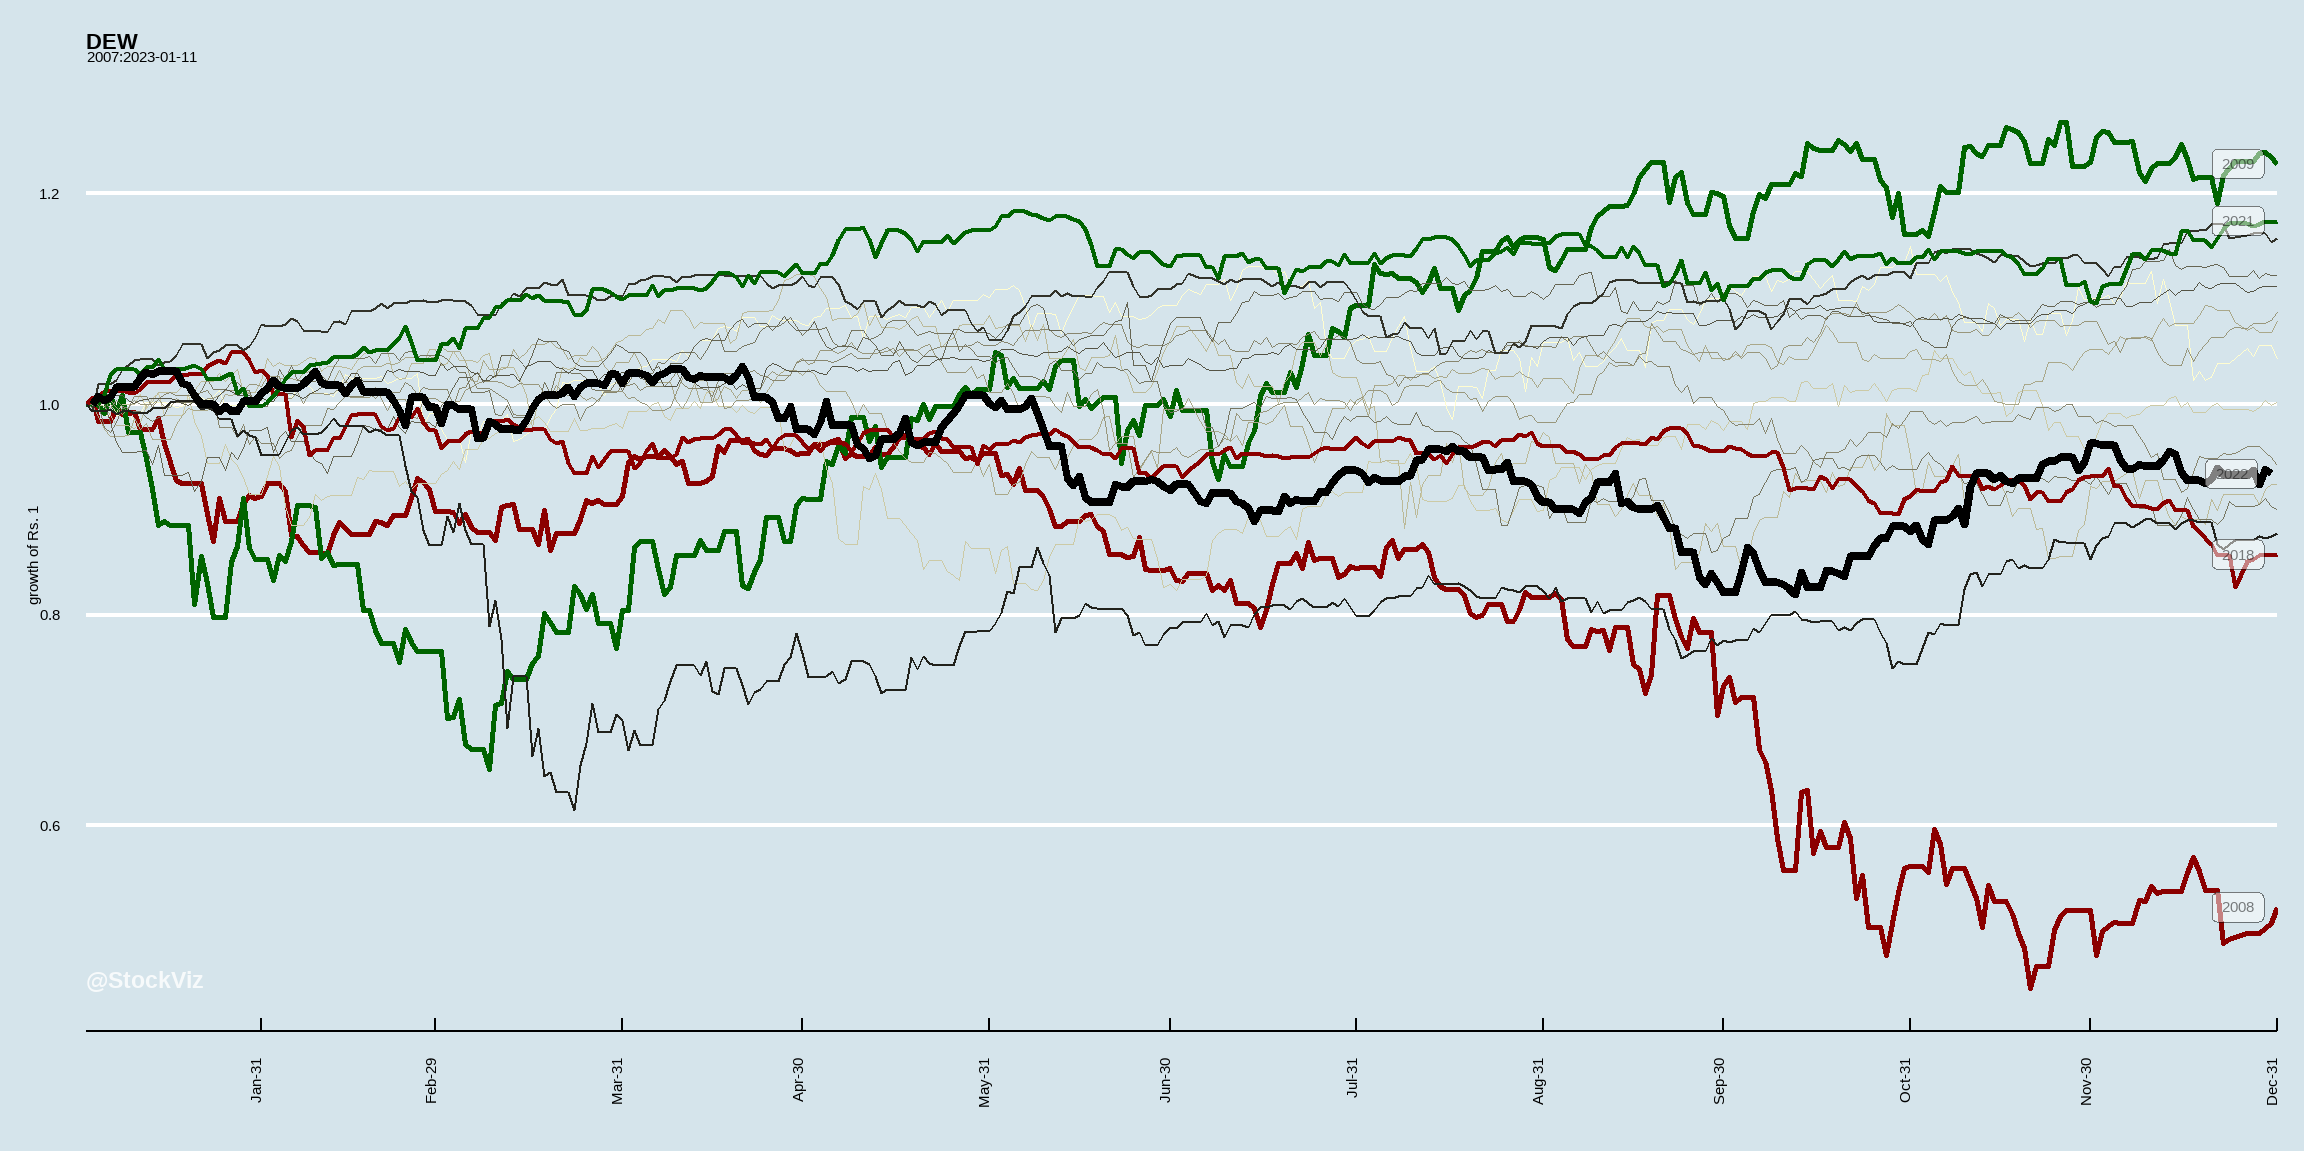 DEW
2007:2023-01-11
growth of Rs. 1
1.2
1.0
0.8
0.6
2009
2021
2022
2018
2008
@StockViz
Jan-31
Feb-29
Mar-31
Apr-30
May-31
Jun-30
Jul-31
Aug-31
Sep-30
Oct-31
Nov-30
Dec-31